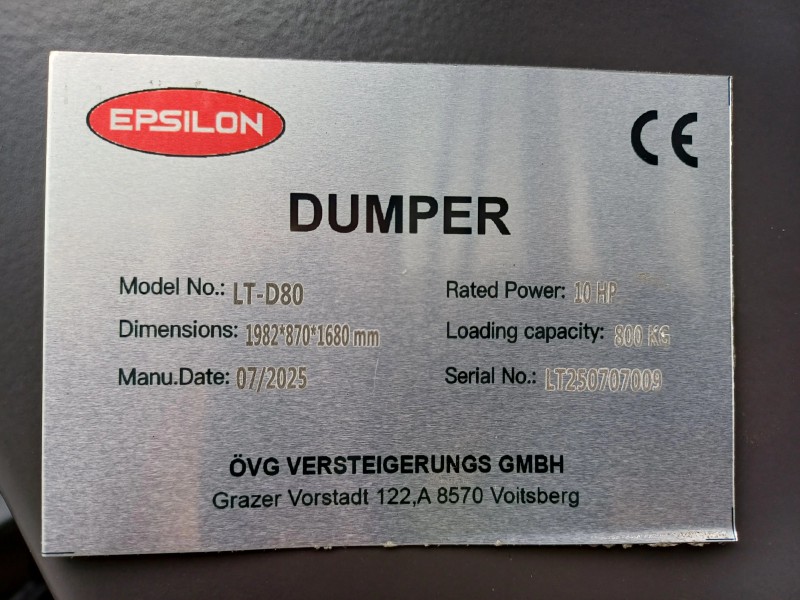 EPSILON
CE
DUMPER
Model No.: LT-D80
Rated Power: 10 HP
Dimensions: 1982*870*1680 mm
Loading capacity: 800 KG
Manu.Date: 07/2025
Serial No.: LT250707009
ÖVG VERSTEIGERUNGS GMBH
Grazer Vorstadt 122,A 8570 Voitsberg